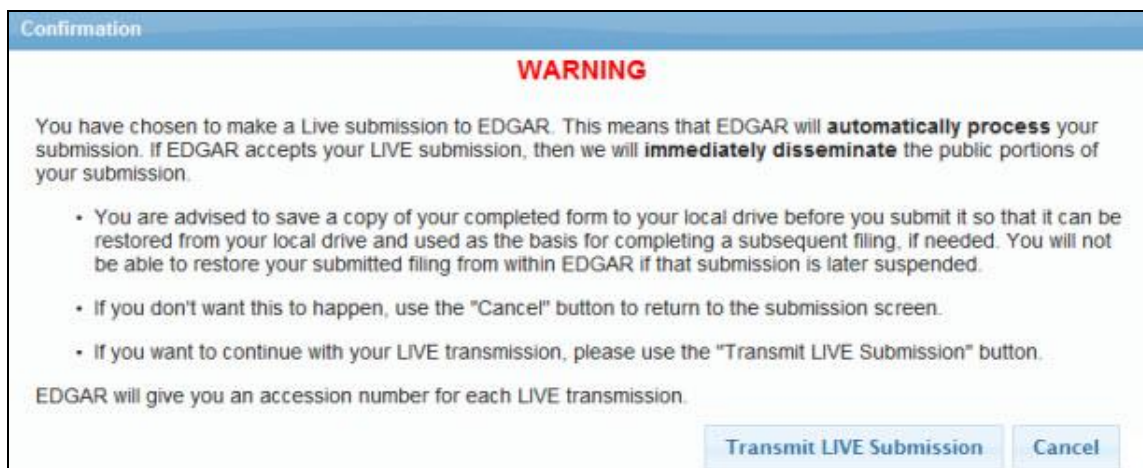 Confirmation
WARNING
You have chosen to make a Live submission to EDGAR. This means that EDGAR will automatically process your
submission. If EDGAR accepts your LIVE submission, then we will immediately disseminate the public portions of
your submission.
• You are advised to save a copy of your completed form to your local drive before you submit it so that it can be
restored from your local drive and used as the basis for completing a subsequent filing, if needed. You will not
be able to restore your submitted filing from within EDGAR if that submission is later suspended.
• If you don't want this to happen, use the "Cancel" button to return to the submission screen.
• If you want to continue with your LIVE transmission, please use the "Transmit LIVE Submission" button.
EDGAR will give you an accession number for each LIVE transmission.
Transmit LIVE Submission Cancel